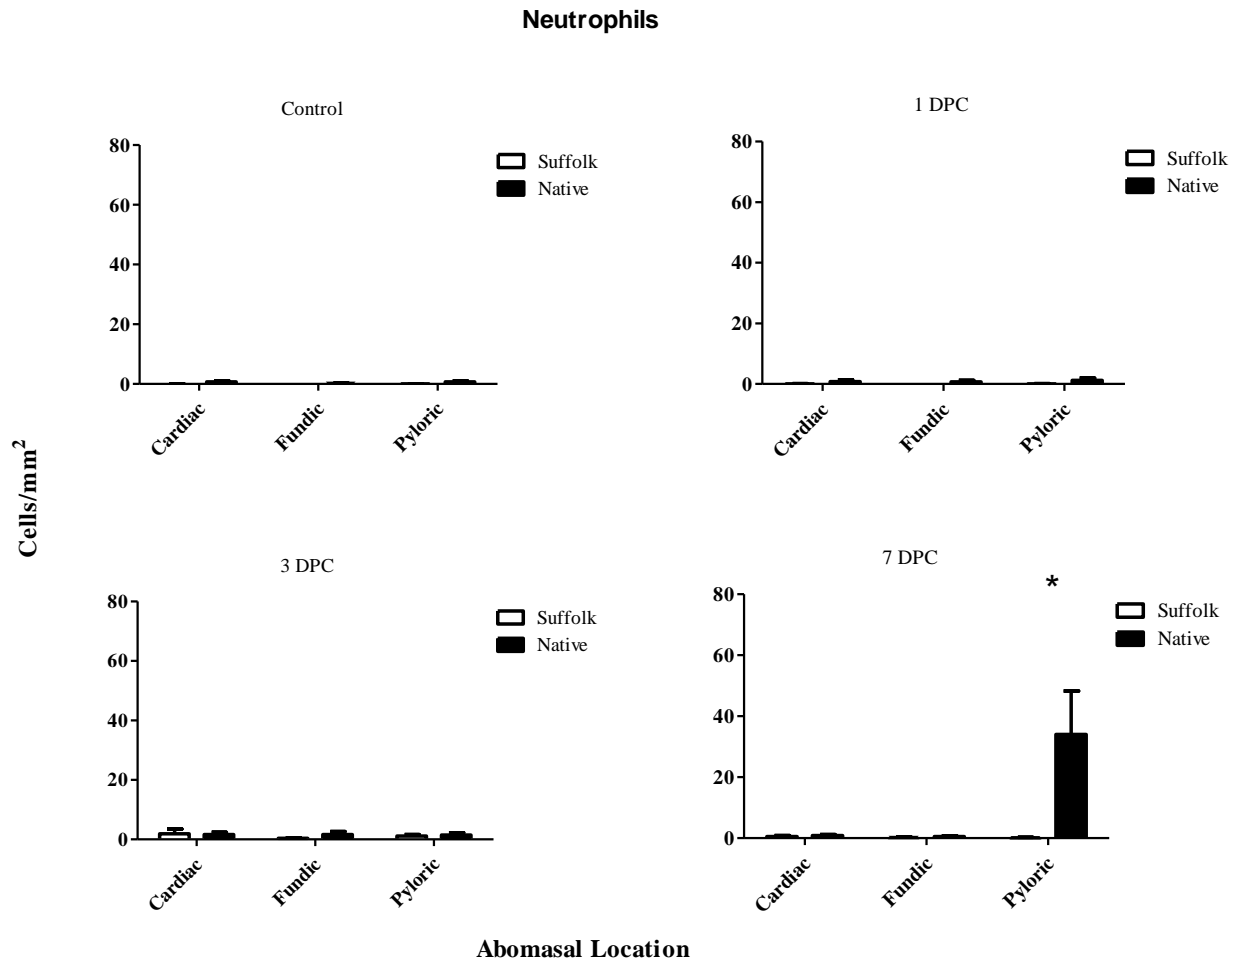 Neutrophils
Control
80
60
40
20
0
Cardiac
Fundic
Pyloric
Suffolk
Native
1 DPC
80
60
40
20
0
Cardiac
Fundic
Pyloric
Suffolk
Native
Cells/mm²
3 DPC
80
60
40
20
0
Cardiac
Fundic
Pyloric
Suffolk
Native
7 DPC
*
80
60
40
20
0
Cardiac
Fundic
Pyloric
Suffolk
Native
Abomasal Location